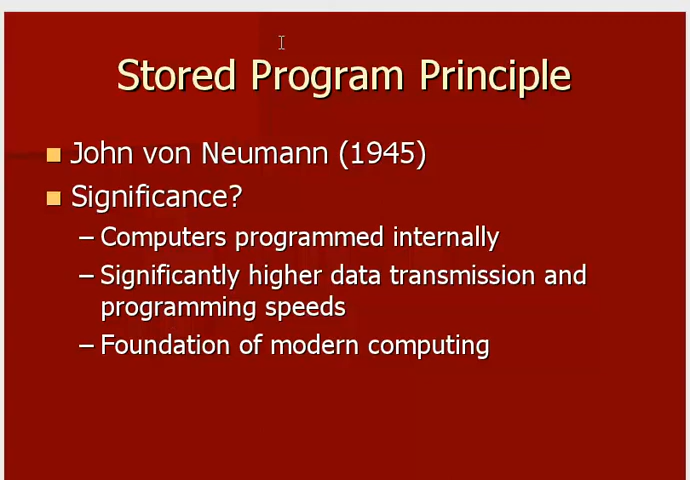 Stored Program Principle
John von Neumann (1945)
Significance?
– Computers programmed internally
– Significantly higher data transmission and
programming speeds
– Foundation of modern computing